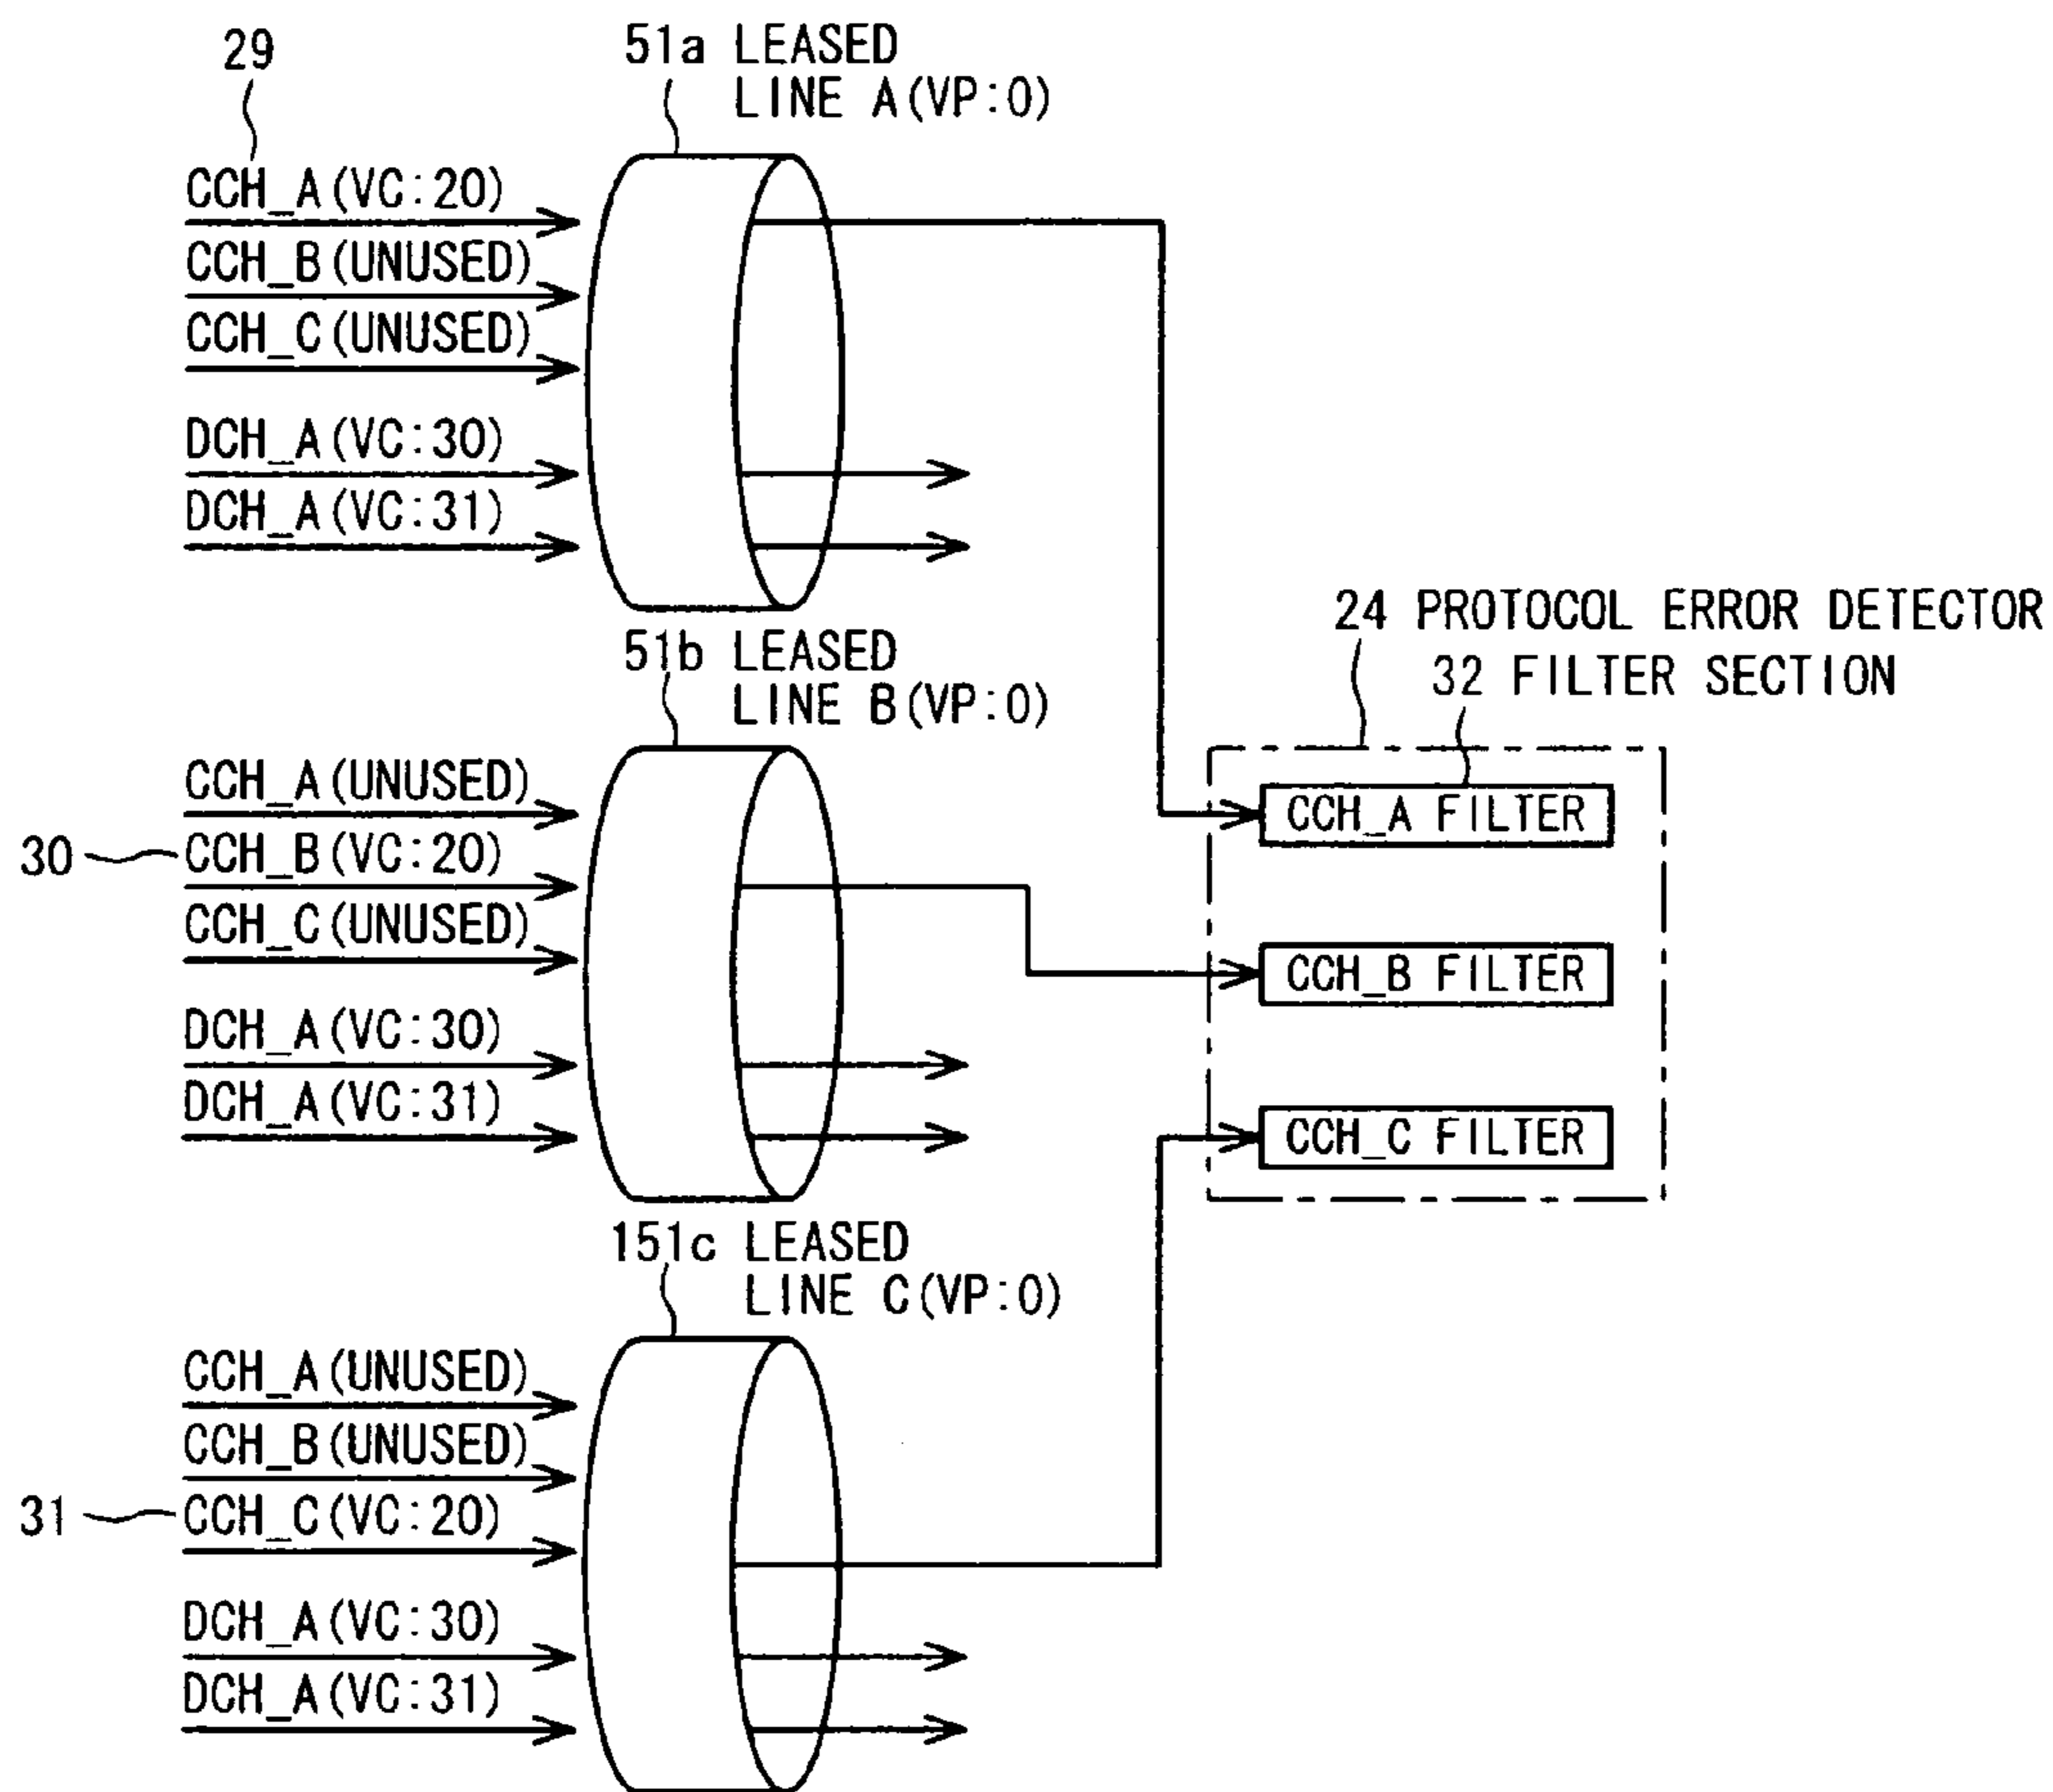 29
51a LEASED
LINE A(VP:0)
CCH_A(VC:20)
CCH_B(UNUSED)
CCH_C(UNUSED)
DCH_A(VC:30)
DCH_A(VC:31)
24 PROTOCOL ERROR DETECTOR
32 FILTER SECTION
51b LEASED
LINE B(VP:0)
CCH_A(UNUSED)
30
CCH_B(VC:20)
CCH_C(UNUSED)
DCH_A(VC:30)
DCH_A(VC:31)
CCH_A FILTER
CCH_B FILTER
CCH_C FILTER
151c LEASED
LINE C(VP:0)
CCH_A(UNUSED)
CCH_B(UNUSED)
31
CCH_C(VC:20)
DCH_A(VC:30)
DCH_A(VC:31)